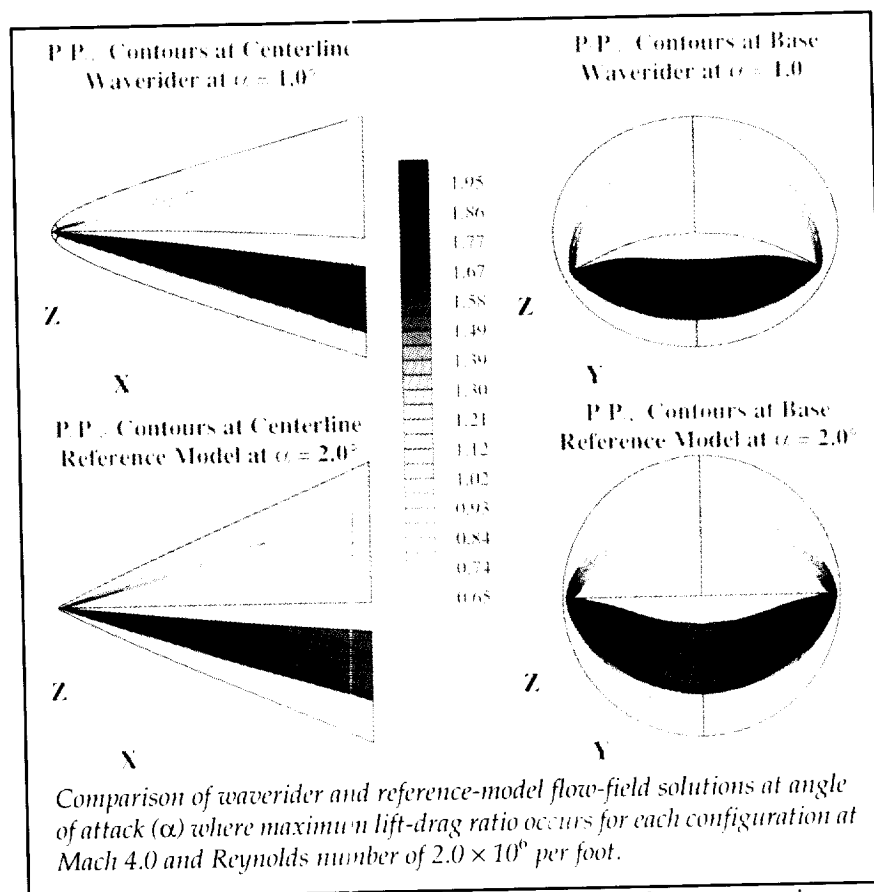 P P∞ Contours at Centerline
Waverider at α = 1.0°
P P∞ Contours at Base
Waverider at α = 1.0
Z
X
1.95
1.86
1.77
1.67
1.58
1.49
1.39
1.30
1.21
1.12
1.02
0.93
0.84
0.74
0.65
Z
Y
P P∞ Contours at Centerline
Reference Model at α = 2.0°
P P∞ Contours at Base
Reference Model at α = 2.0°
Z
X
Z
Y
Comparison of waverider and reference-model flow-field solutions at angle
of attack (α) where maximum lift-drag ratio occurs for each configuration at
Mach 4.0 and Reynolds number of 2.0 × 10⁶ per foot.